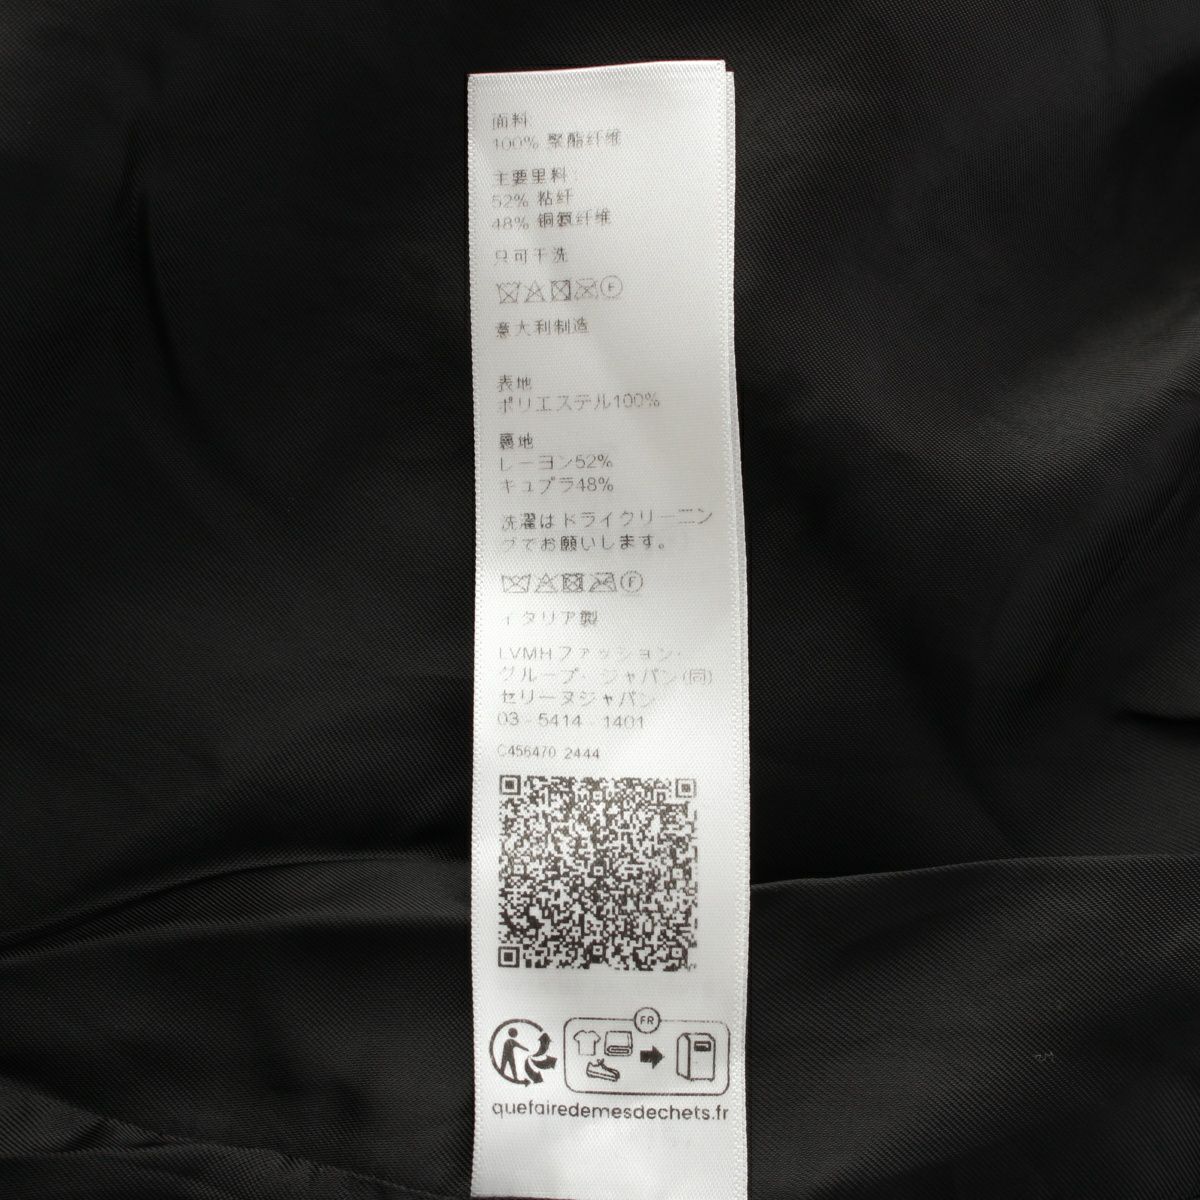 面料
100% 聚酯纤维
主要里料:
52% 粘纤
48% 铜氨纤维
只可干洗
F
意大利制造
表地
ポリエステル100%
裏地
レーヨン52%
キュプラ48%
洗濯はドライクリーニン
グでお願いします。
F
イタリア製
LVMHファッション・
グループ・ジャパン(同)
セリーヌジャパン
03-5414-1401
C456470 2444
FR
quefairedemesdechets.fr